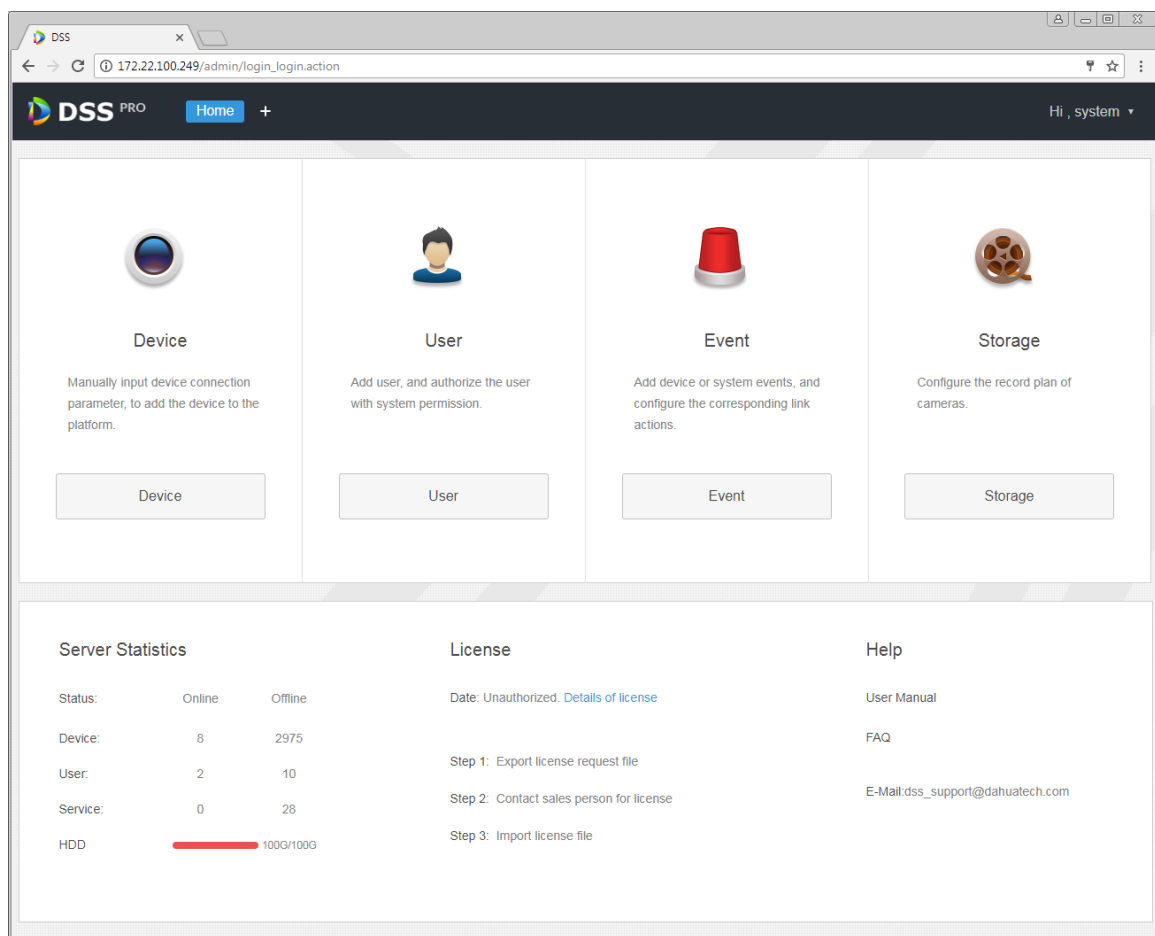 DSS
172.22.100.249/admin/login_login.action
DSS PRO Home + Hi , system
Device
Manually input device connection
parameter, to add the device to the
platform.
Device
User
Add user, and authorize the user
with system permission.
User
Event
Add device or system events, and
configure the corresponding link
actions.
Event
Storage
Configure the record plan of
cameras.
Storage
Server Statistics
Status: Online Offline
Device: 8 2975
User: 2 10
Service: 0 28
HDD 100G/100G
License
Date: Unauthorized. Details of license
Step 1: Export license request file
Step 2: Contact sales person for license
Step 3: Import license file
Help
User Manual
FAQ
E-Mail:dss_support@dahuatech.com